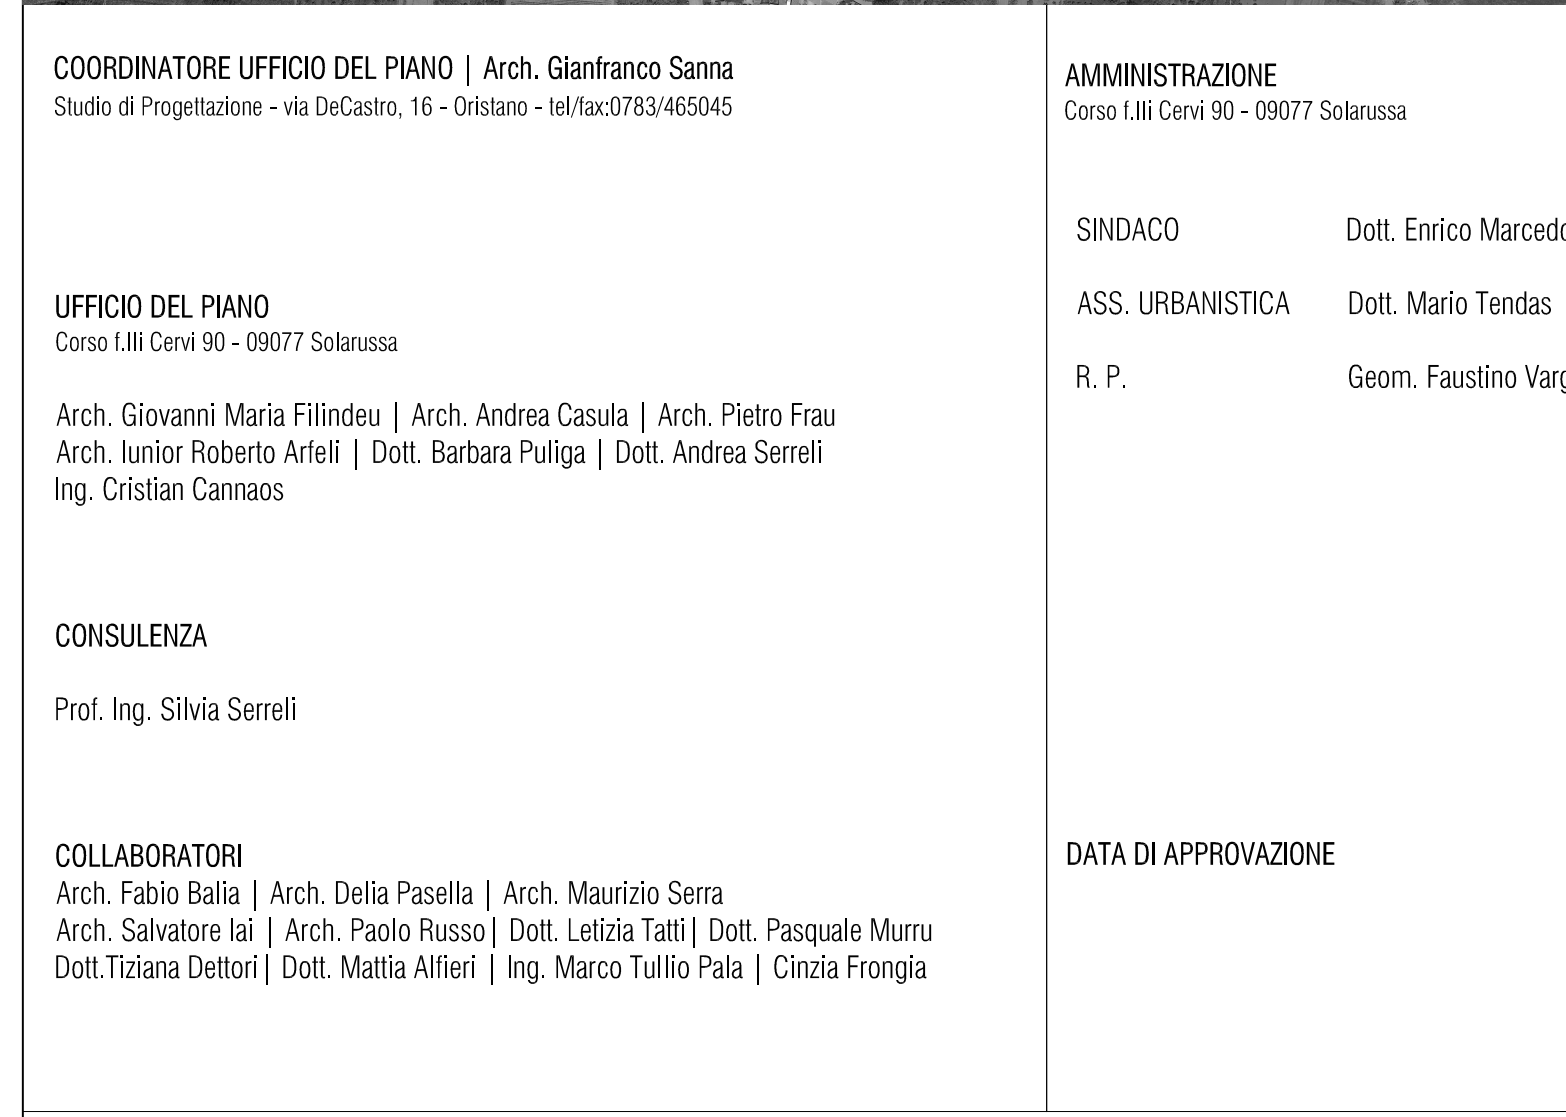 COORDINATORE UFFICIO DEL PIANO | Arch. Gianfranco Sanna
Studio di Progettazione - via DeCastro, 16 - Oristano - tel/fax:0783/465045
UFFICIO DEL PIANO
Corso f.lli Cervi 90 - 09077 Solarussa
Arch. Giovanni Maria Filindeu | Arch. Andrea Casula | Arch. Pietro Frau
Arch. Iunior Roberto Arfeli | Dott. Barbara Puliga | Dott. Andrea Serreli
Ing. Cristian Cannaos
CONSULENZA
Prof. Ing. Silvia Serreli
COLLABORATORI
Arch. Fabio Balia | Arch. Delia Pasella | Arch. Maurizio Serra
Arch. Salvatore Iai | Arch. Paolo Russo | Dott. Letizia Tatti | Dott. Pasquale Murru
Dott.Tiziana Dettori | Dott. Mattia Alfieri | Ing. Marco Tullio Pala | Cinzia Frongia
AMMINISTRAZIONE
Corso f.lli Cervi 90 - 09077 Solarussa
SINDACO Dott. Enrico
ASS. URBANISTICA Dott. Mario Tendas
R. P. Geom. Faustino
DATA DI APPROVAZIONE